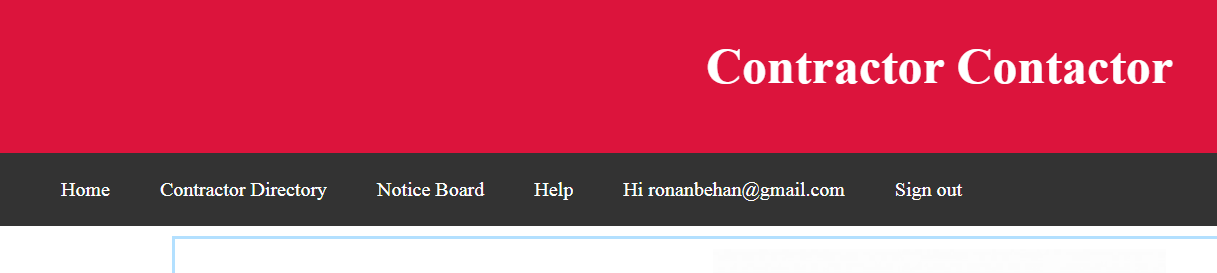 Contractor Contactor
Home Contractor Directory Notice Board Help Hi ronanbehan@gmail.com Sign out